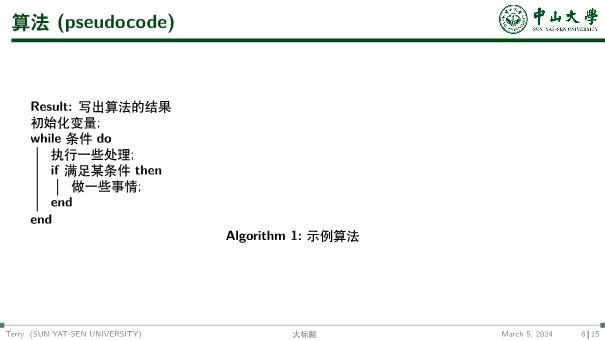 算法 (pseudocode)
中山大學
SUN YAT-SEN UNIVERSITY
Result: 写出算法的结果
初始化变量;
while 条件 do
执行一些处理;
if 满足某条件 then
做一些事情;
end
end
Algorithm 1: 示例算法
Terry (SUN YAT-SEN UNIVERSITY) 大标题 March 5, 2024 8 | 15